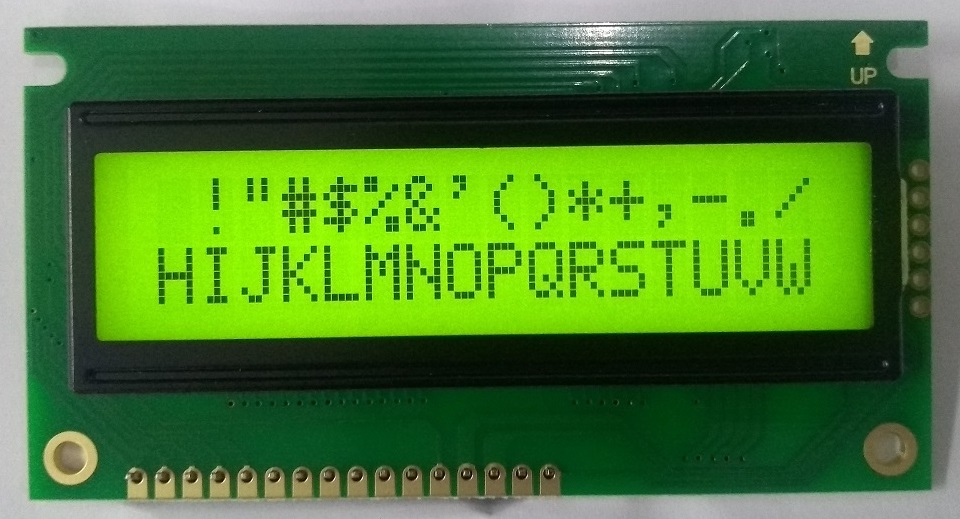 UP
!"#$%&'()*+,-./
HIJKLMNOPQRSTUVW